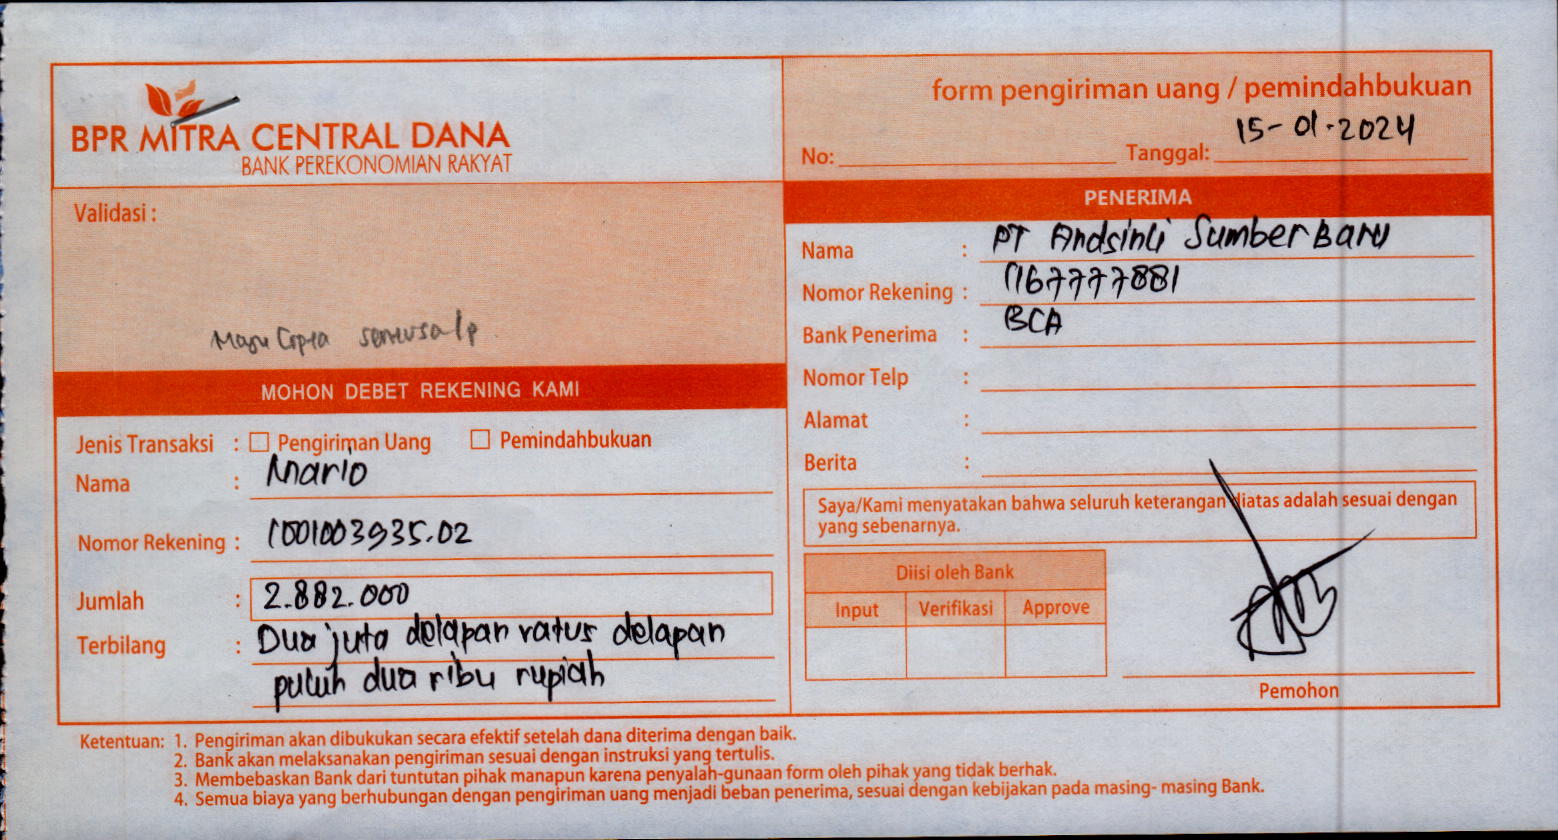 BPR MITRA CENTRAL DANA
BANK PEREKONOMIAN RAKYAT
form pengiriman uang / pemindahbukuan
No: Tanggal: 15-01-2024
Validasi :
MOHON DEBET REKENING KAMI
Jenis Transaksi : Pengiriman Uang Pemindahbukuan
Nama : Mario
Nomor Rekening : 1001003935.02
Jumlah : 2.882.000
Terbilang : Dua juta delapan ratus delapan
puluh dua ribu rupiah
PENERIMA
Nama : PT Andsinli Sumber Baru
Nomor Rekening : 0167777881
Bank Penerima : BCA
Nomor Telp :
Alamat :
Berita :
Saya/Kami menyatakan bahwa seluruh keterangan diatas adalah sesuai dengan
yang sebenarnya.
Diisi oleh Bank
Input Verifikasi Approve
Pemohon
Ketentuan: 1. Pengiriman akan dibukukan secara efektif setelah dana diterima dengan baik.
2. Bank akan melaksanakan pengiriman sesuai dengan instruksi yang tertulis.
3. Membebaskan Bank dari tuntutan pihak manapun karena penyalah-gunaan form oleh pihak yang tidak berhak.
4. Semua biaya yang berhubungan dengan pengiriman uang menjadi beban penerima, sesuai dengan kebijakan pada masing- masing Bank.